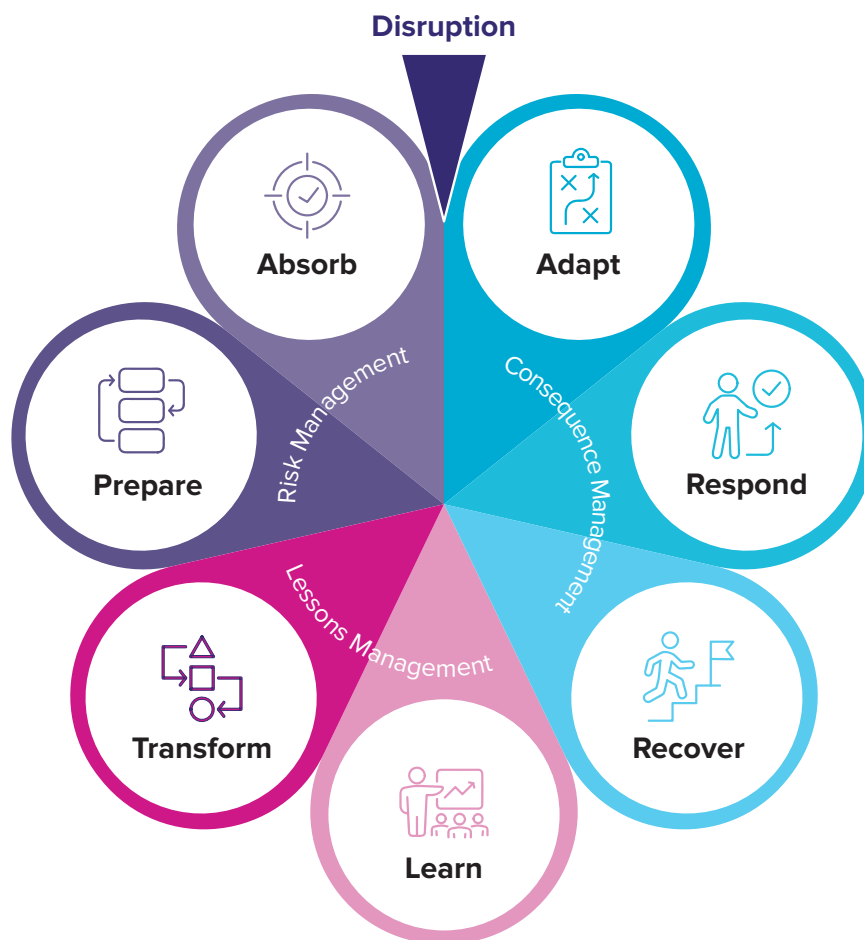 Disruption
Absorb
Adapt
Risk Management
Consequence Management
Prepare
Respond
Lessons Management
Transform
Recover
Learn